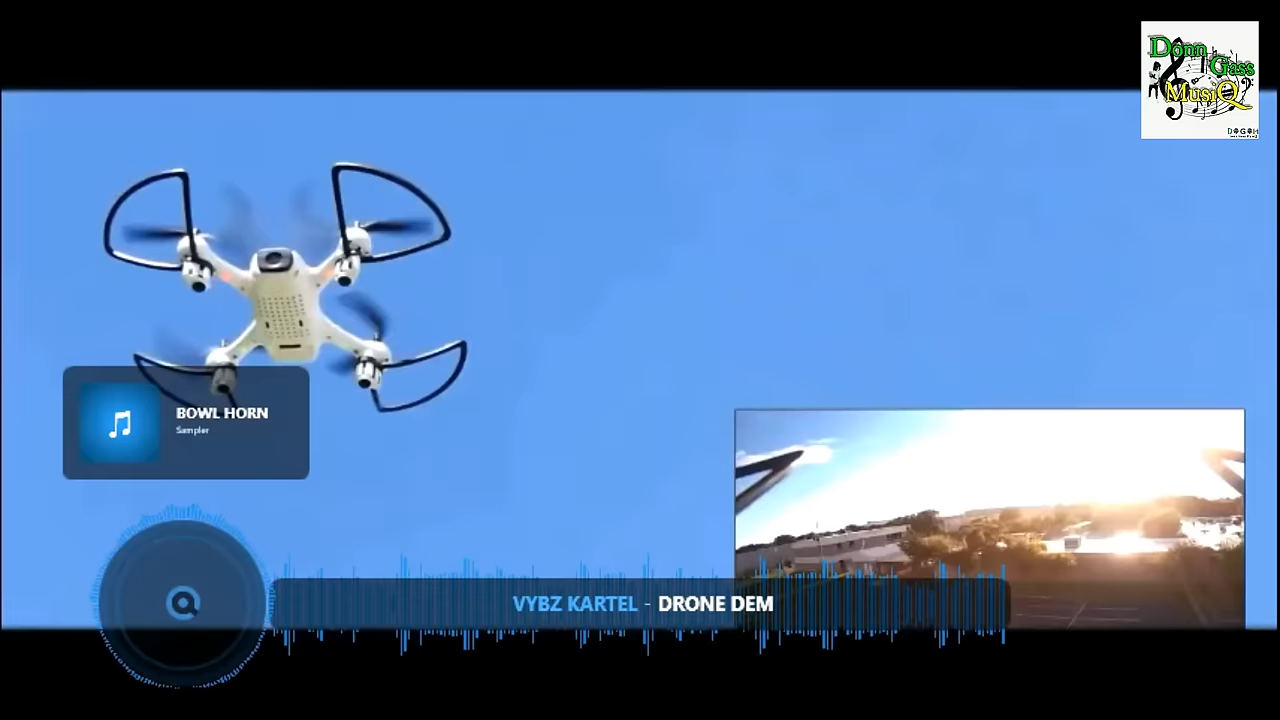 Donn
Gass
MusiQ
BOWL HORN
Sampler
VYBZ KARTEL - DRONE DEM